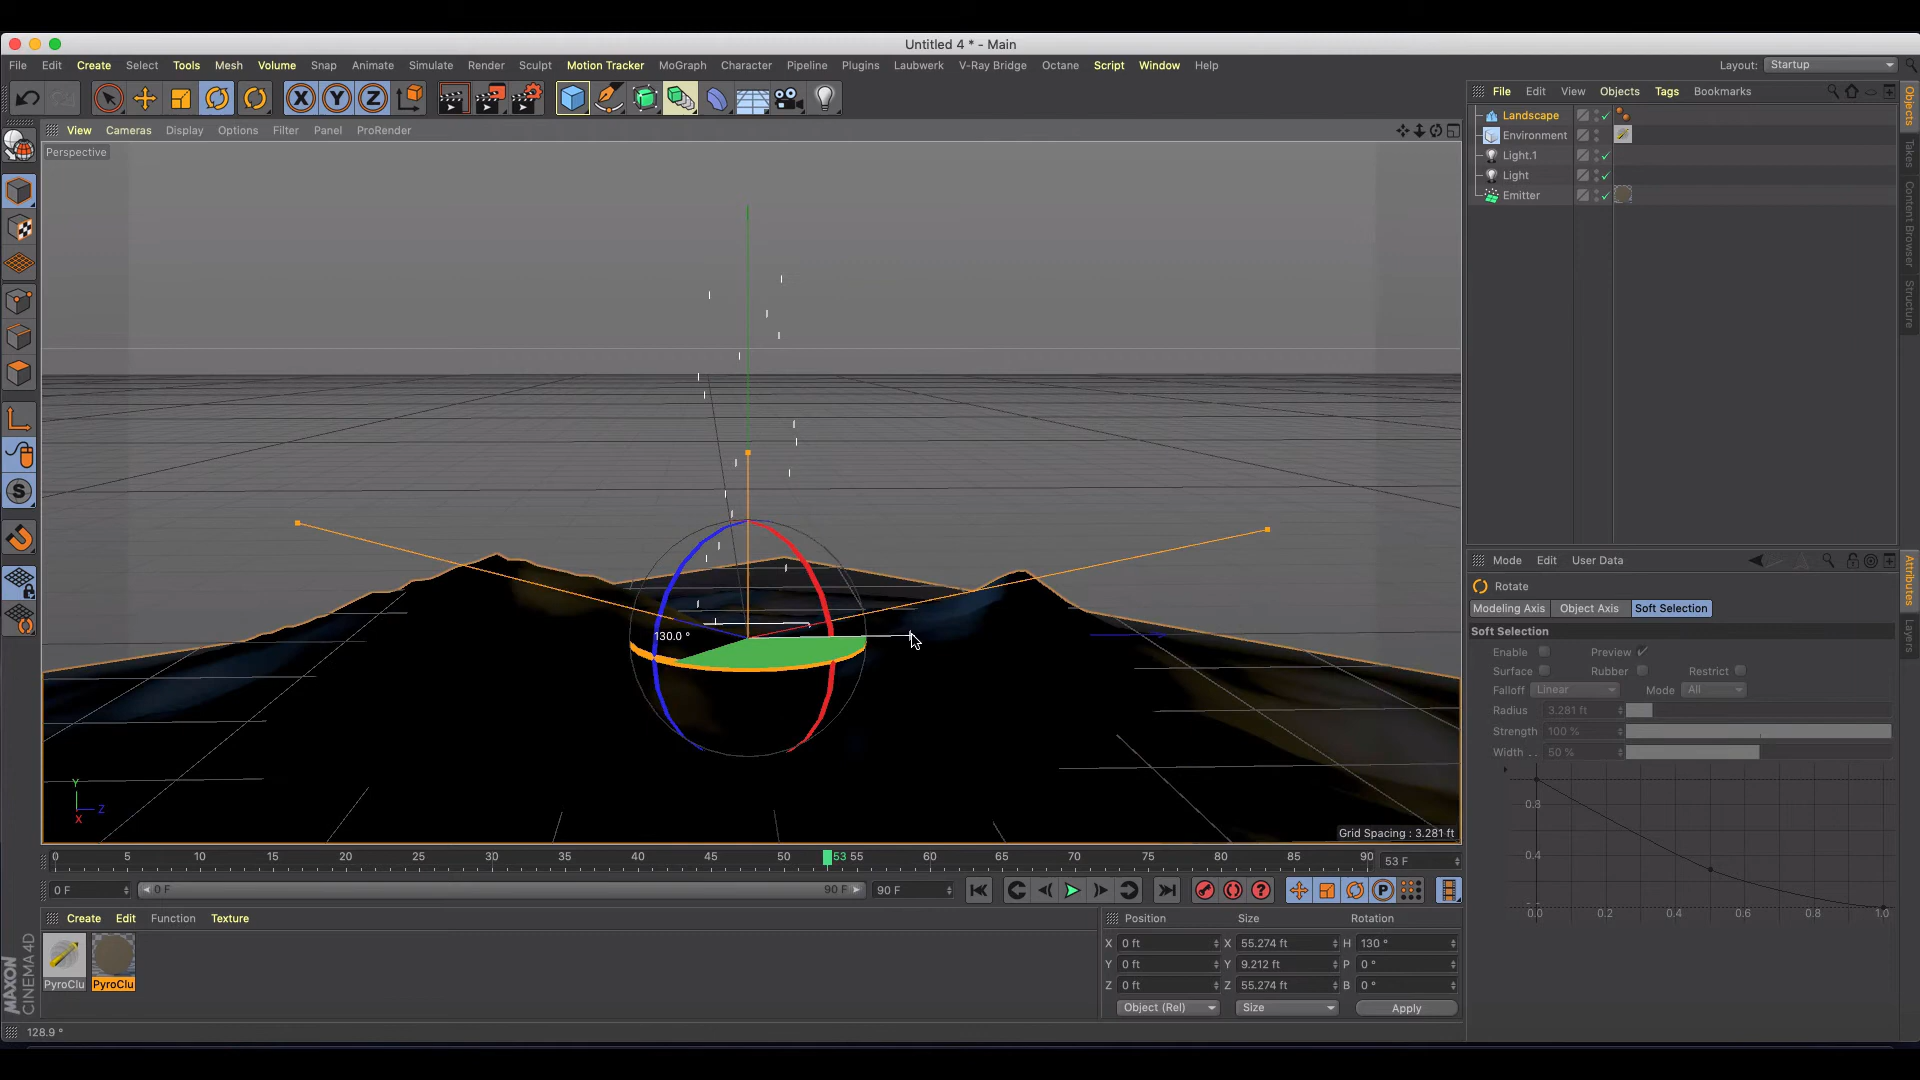 Untitled 4 * - Main
File Edit Create Select Tools Mesh Volume Snap Animate Simulate Render Sculpt Motion Tracker MoGraph Character Pipeline Plugins Laubwerk V-Ray Bridge Octane Script Window Help
Layout: Startup
X Y Z
View Cameras Display Options Filter Panel ProRender
Perspective
File Edit View Objects Tags Bookmarks
Landscape
Environment
Light.1
Light
Emitter
Objects
Takes
Content Browser
Structure
130.0 °
Y
Z
X
Grid Spacing : 3.281 ft
Mode Edit User Data
Rotate
Modeling Axis Object Axis Soft Selection
Soft Selection
Enable Preview
Surface Rubber Restrict
Falloff Linear Mode All
Radius 3.281 ft
Strength 100 %
Width . . 50 %
0.8
0.4
0.0 0.2 0.4 0.6 0.8 1.0
Attributes
Layers
0 5 10 15 20 25 30 35 40 45 50 53 55 60 65 70 75 80 85 90 53 F
0 F 0 F 90 F 90 F
Create Edit Function Texture
PyroClu PyroClu
Position Size Rotation
X 0 ft X 55.274 ft H 130 °
Y 0 ft Y 9.212 ft P 0 °
Z 0 ft Z 55.274 ft B 0 °
Object (Rel) Size Apply
MAXON
CINEMA 4D
128.9 °